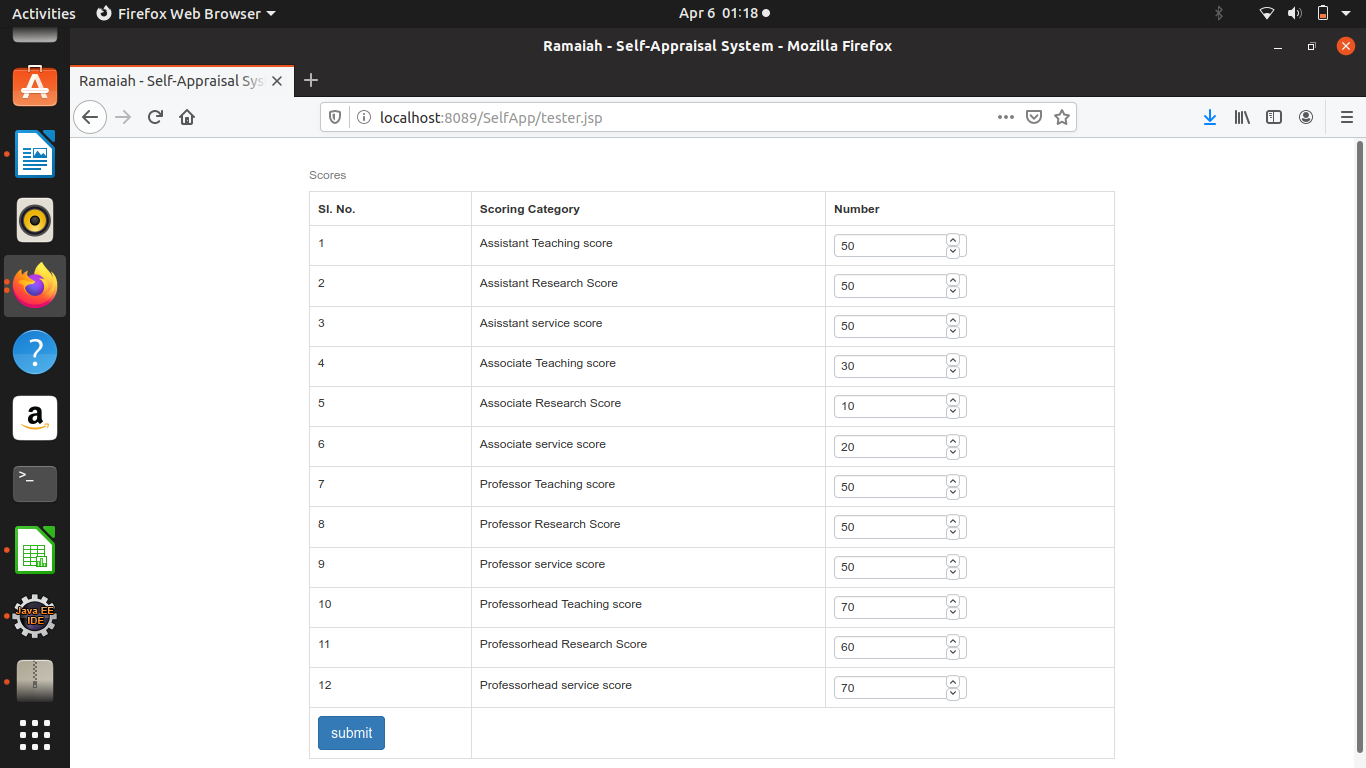 Activities Firefox Web Browser Apr 6 01:18
Ramaiah - Self-Appraisal System - Mozilla Firefox
Ramaiah - Self-Appraisal Sys
localhost:8089/SelfApp/tester.jsp
Scores
Sl. No. Scoring Category Number
1 Assistant Teaching score 50
2 Assistant Research Score 50
3 Asisstant service score 50
4 Associate Teaching score 30
5 Associate Research Score 10
6 Associate service score 20
7 Professor Teaching score 50
8 Professor Research Score 50
9 Professor service score 50
10 Professorhead Teaching score 70
11 Professorhead Research Score 60
12 Professorhead service score 70
submit
?
a
>_
Java EE
IDE